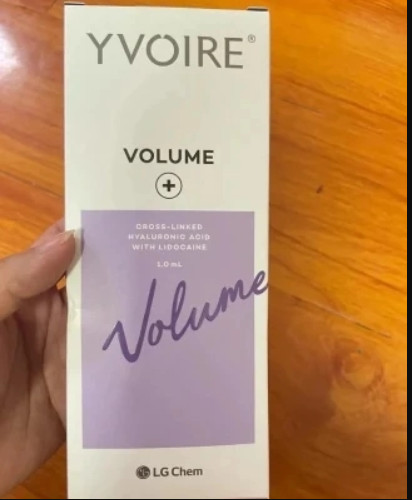 YVOIRE®
VOLUME
+
CROSS-LINKED
HYALURONIC ACID
WITH LIDOCAINE
1.0 mL
Volume
LG Chem